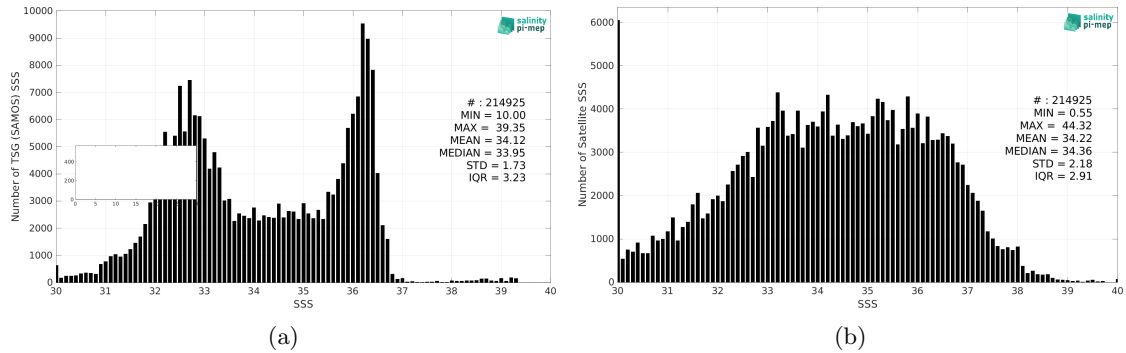 10000
9000
8000
7000
6000
5000
4000
3000
2000
1000
0
Number of TSG (SAMOS) SSS
400
200
0
0 5 10 15
salinity
pi-mep
# : 214925
MIN = 10.00
MAX = 39.35
MEAN = 34.12
MEDIAN = 33.95
STD = 1.73
IQR = 3.23
30 31 32 33 34 35 36 37 38 39 40
SSS
(a)
6000
5000
4000
3000
2000
1000
0
Number of Satellite SSS
salinity
pi-mep
# : 214925
MIN = 0.55
MAX = 44.32
MEAN = 34.22
MEDIAN = 34.36
STD = 2.18
IQR = 2.91
30 31 32 33 34 35 36 37 38 39 40
SSS
(b)